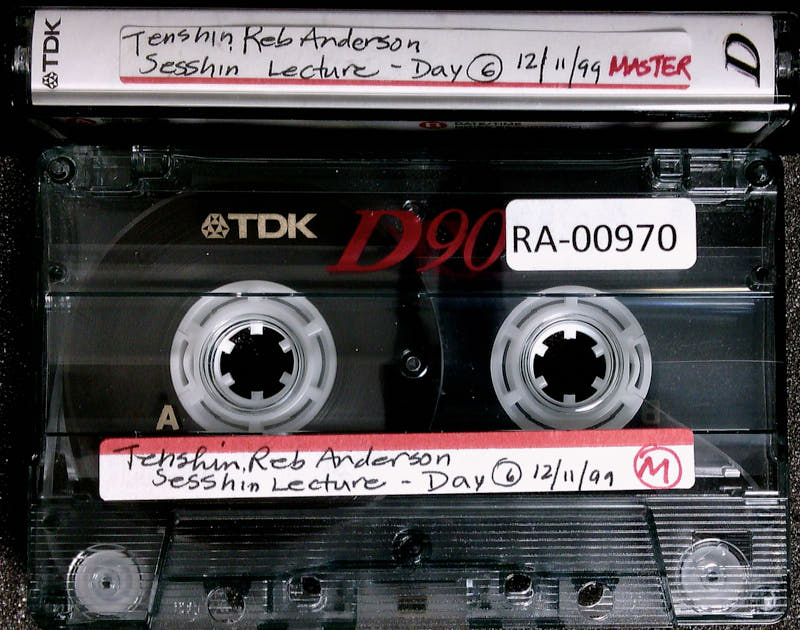 TDK
Tenshin, Reb Anderson
Sesshin Lecture - Day 6 12/11/99 MASTER
D
TDK
D90
RA-00970
A
Tenshin, Reb Anderson
Sesshin Lecture - Day 6 12/11/99
M